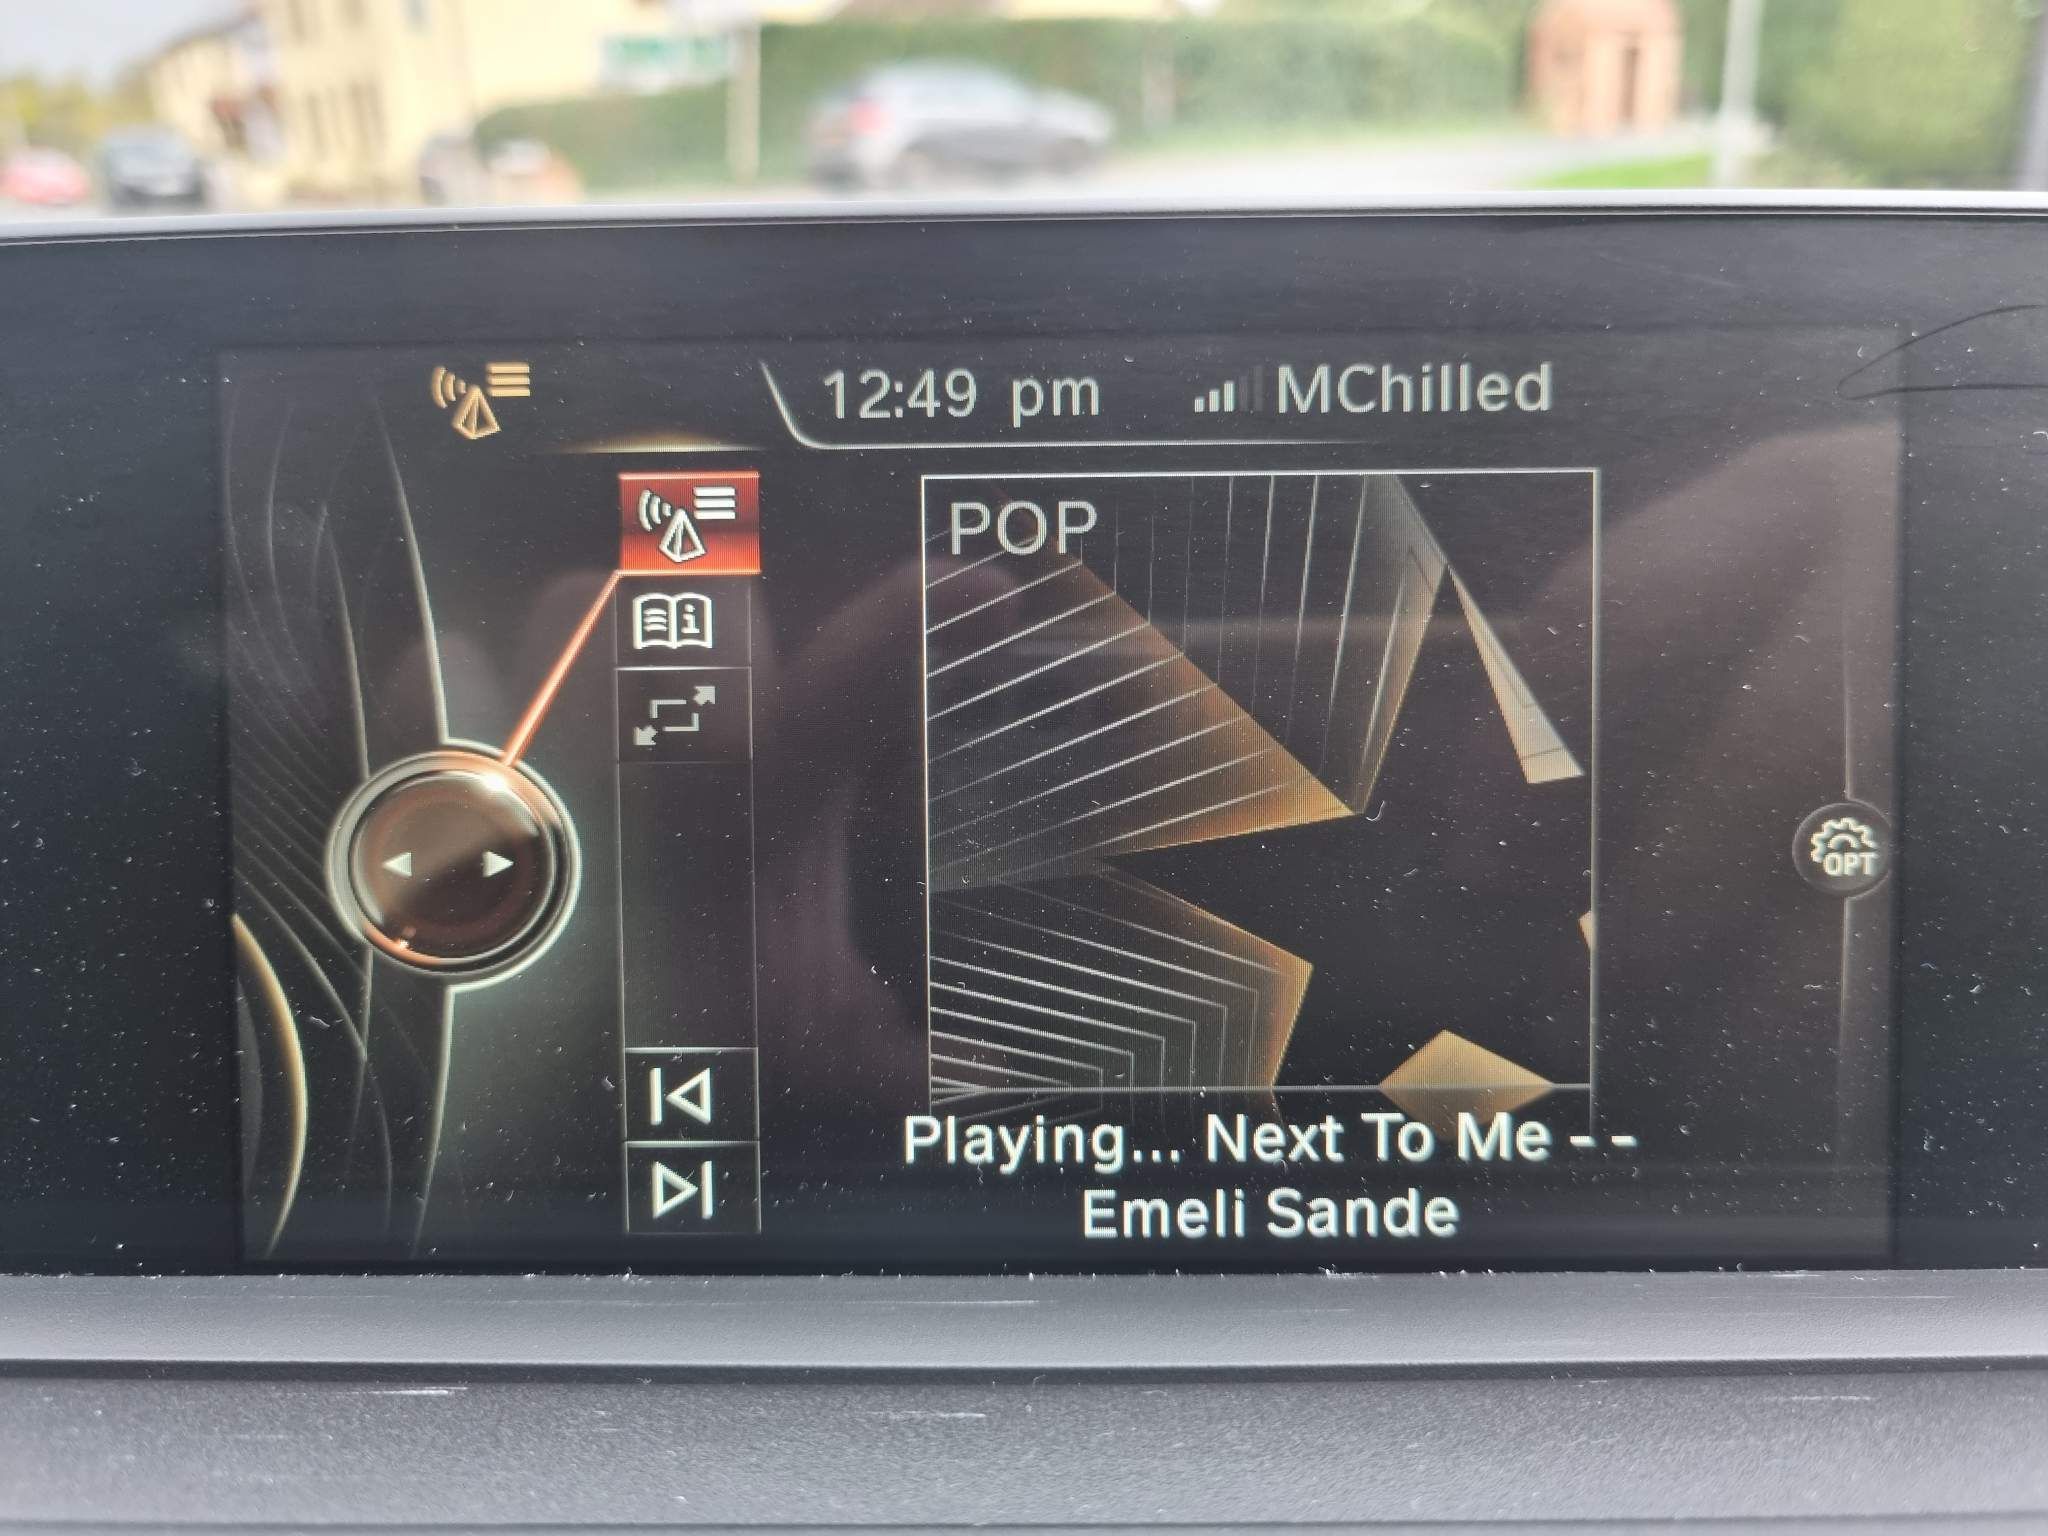 12:49 pm MChilled
POP
OPT
Playing... Next To Me - -
Emeli Sande